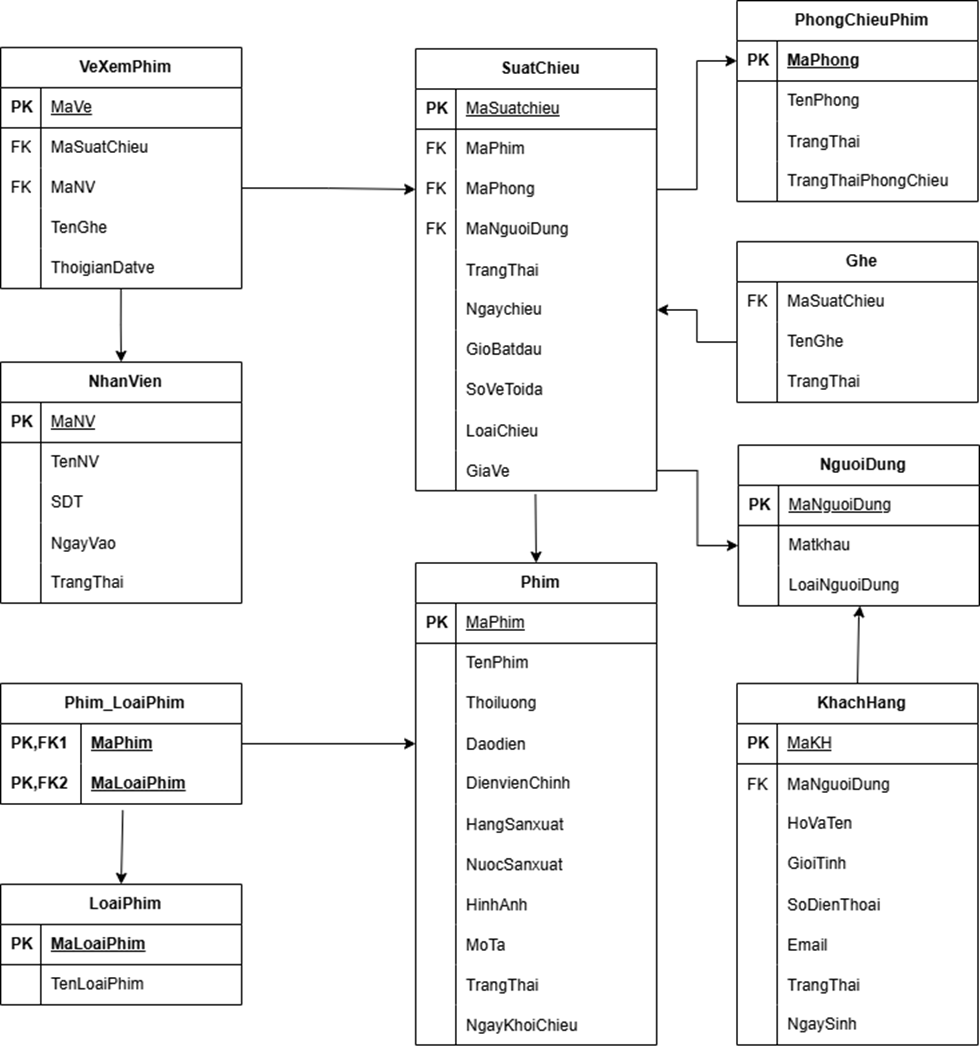 VeXemPhim
PK MaVe
FK MaSuatChieu
FK MaNV
TenGhe
ThoigianDatve
NhanVien
PK MaNV
TenNV
SDT
NgayVao
TrangThai
Phim_LoaiPhim
PK,FK1 MaPhim
PK,FK2 MaLoaiPhim
LoaiPhim
PK MaLoaiPhim
TenLoaiPhim
SuatChieu
PK MaSuatchieu
FK MaPhim
FK MaPhong
FK MaNguoiDung
TrangThai
Ngaychieu
GioBatdau
SoVeToida
LoaiChieu
GiaVe
Phim
PK MaPhim
TenPhim
Thoiluong
Daodien
DienvienChinh
HangSanxuat
NuocSanxuat
HinhAnh
MoTa
TrangThai
NgayKhoiChieu
PhongChieuPhim
PK MaPhong
TenPhong
TrangThai
TrangThaiPhongChieu
Ghe
FK MaSuatChieu
TenGhe
TrangThai
NguoiDung
PK MaNguoiDung
Matkhau
LoaiNguoiDung
KhachHang
PK MaKH
FK MaNguoiDung
HoVaTen
GioiTinh
SoDienThoai
Email
TrangThai
NgaySinh